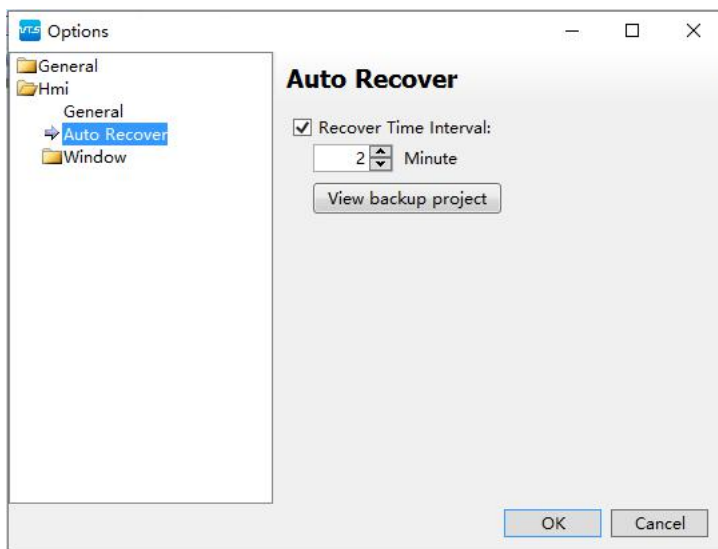 VTS Options
General
Hmi
General
Auto Recover
Window
Auto Recover
Recover Time Interval:
2 Minute
View backup project
OK Cancel